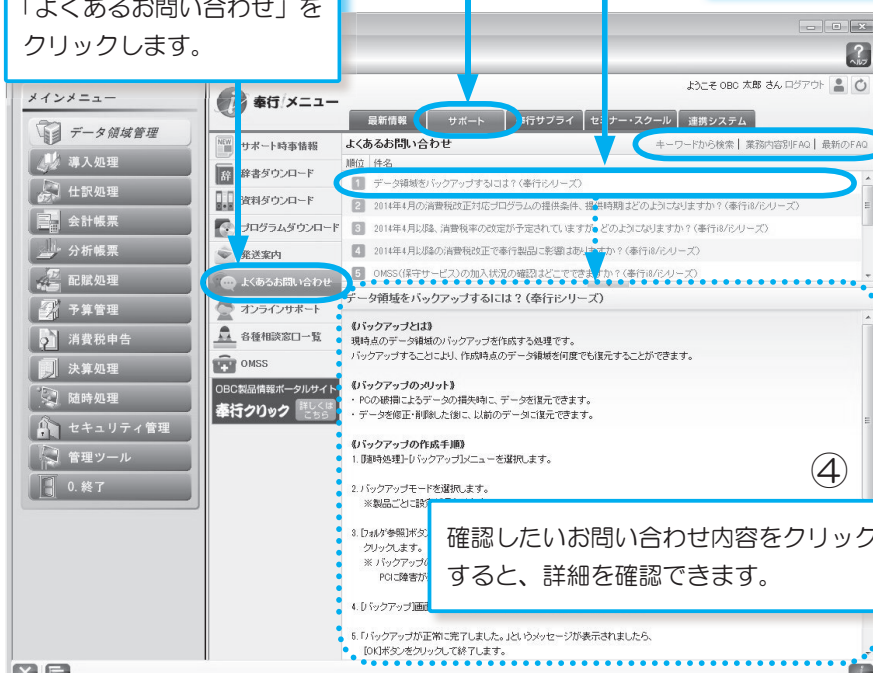 「よくあるお問い合わせ」を
クリックします。
?
ヘルプ
ようこそ OBC 太郎 さん ログアウト
メインメニュー
データ領域管理
導入処理
仕訳処理
会計帳票
分析帳票
配賦処理
予算管理
消費税申告
決算処理
随時処理
セキュリティ管理
管理ツール
0. 終了
奉行/メニュー
最新情報
サポート
行サプライ
セミナー・スクール
連携システム
NEW
サポート時事情報
辞
辞書ダウンロード
資料ダウンロード
プログラムダウンロード
発送案内
よくあるお問い合わせ
オンラインサポート
各種相談窓口一覧
OMSS
OBC製品情報ポータルサイト
奉行クリック 詳しくはこちら
よくあるお問い合わせ
キーワードから検索 | 業務内容別FAQ | 最新のFAQ
順位 件名
1 データ領域をバックアップするには?(奉行iシリーズ)
2 2014年4月の消費税改正対応プログラムの提供条件、提供時期はどのようになりますか?(奉行i8/iシリーズ)
3 2014年4月以降、消費税率の改定が予定されていますが、どのようになりますか?(奉行i8/iシリーズ)
4 2014年4月以降の消費税改正で奉行製品に影響はありますか?(奉行i8/iシリーズ)
5 OMSS(保守サービス)の加入状況の確認はどこでできますか?(奉行i8/iシリーズ)
データ領域をバックアップするには?(奉行iシリーズ)
《バックアップとは》
現時点のデータ領域のバックアップを作成する処理です。
バックアップすることにより、作成時点のデータ領域を何度でも復元することができます。
《バックアップのメリット》
・PCの破損によるデータの損失時に、データを復元できます。
・データを修正・削除した後に、以前のデータに復元できます。
《バックアップの作成手順》
1. [随時処理]-[バックアップ]メニューを選択します。
2. バックアップモードを選択します。
※製品ごとに設
3. [フォルダ参照]ボタ
クリックします。
※ バックアップの
PCに障害が
4. [バックアップ]画面
5. 「バックアップが正常に完了しました。」というメッセージが表示されましたら、
[OK]ボタンをクリックして終了します。
④
確認したいお問い合わせ内容をクリック
すると、詳細を確認できます。